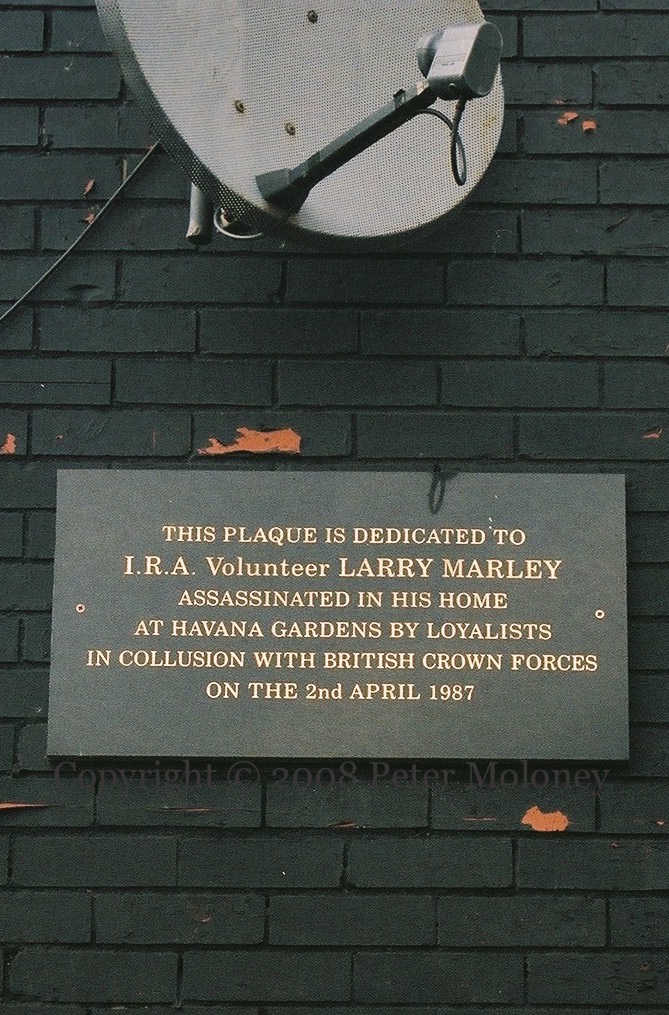 THIS PLAQUE IS DEDICATED TO
I.R.A. Volunteer LARRY MARLEY
ASSASSINATED IN HIS HOME
AT HAVANA GARDENS BY LOYALISTS
IN COLLUSION WITH BRITISH CROWN FORCES
ON THE 2nd APRIL 1987
Copyright © 2008 Peter Moloney